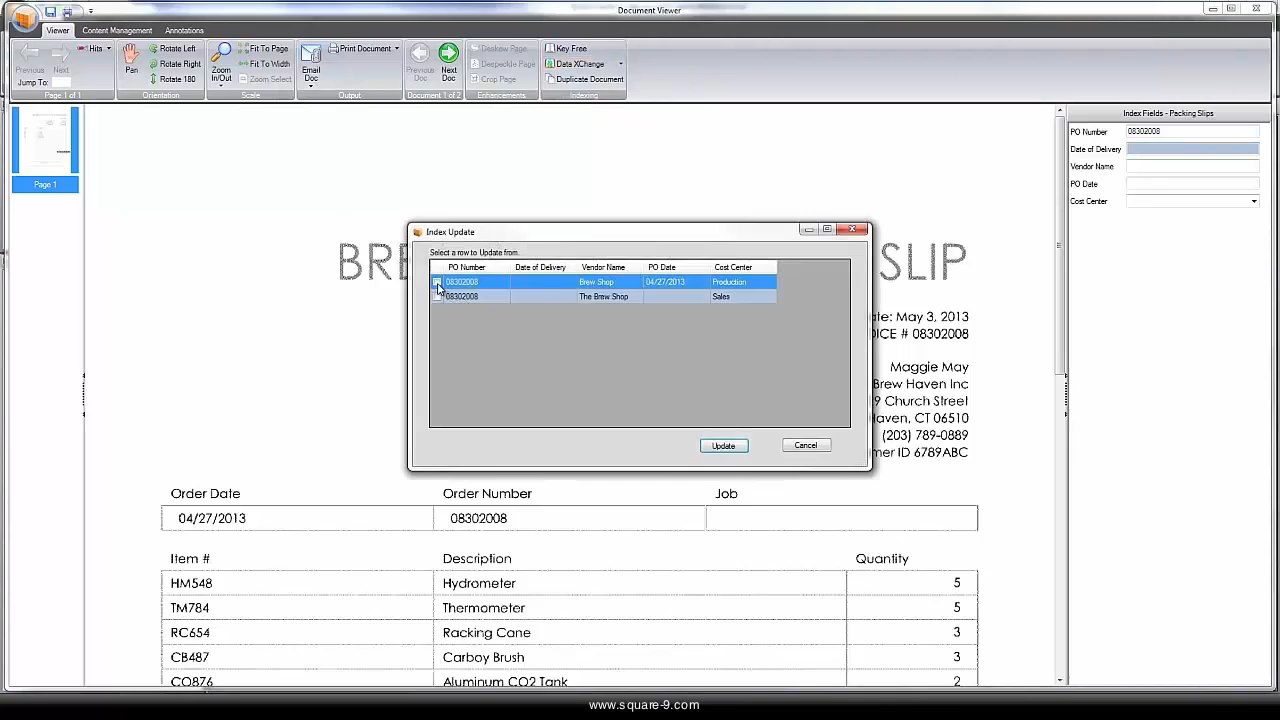 Document Viewer
Viewer Content Management Annotations
Previous Next Hits
Jump To:
Page 1 of 1
Pan
Rotate Left
Rotate Right
Rotate 180
Orientation
Zoom In/Out
Fit To Page
Fit To Width
Zoom Select
Scale
Email Doc
Print Document
Output
Previous Doc
Next Doc
Document 1 of 2
Deskew Page
Despeckle Page
Crop Page
Enhancements
Key Free
Data XChange
Duplicate Document
Indexing
Page 1
Index Fields - Packing Slips
PO Number 08302008
Date of Delivery
Vendor Name
PO Date
Cost Center
Index Update
Select a row to Update from.
PO Number Date of Delivery Vendor Name PO Date Cost Center
08302008 Brew Shop 04/27/2013 Production
08302008 The Brew Shop Sales
Update Cancel
BRE SLIP
ate: May 3, 2013
OICE # 08302008
Maggie May
Brew Haven Inc
9 Church Street
Haven, CT 06510
(203) 789-0889
mer ID 6789ABC
Order Date Order Number Job
04/27/2013 08302008
Item # Description Quantity
HM548 Hydrometer 5
TM784 Thermometer 5
RC654 Racking Cane 3
CB487 Carboy Brush 3
CO876 Aluminum CO2 Tank 2
www.square-9.com